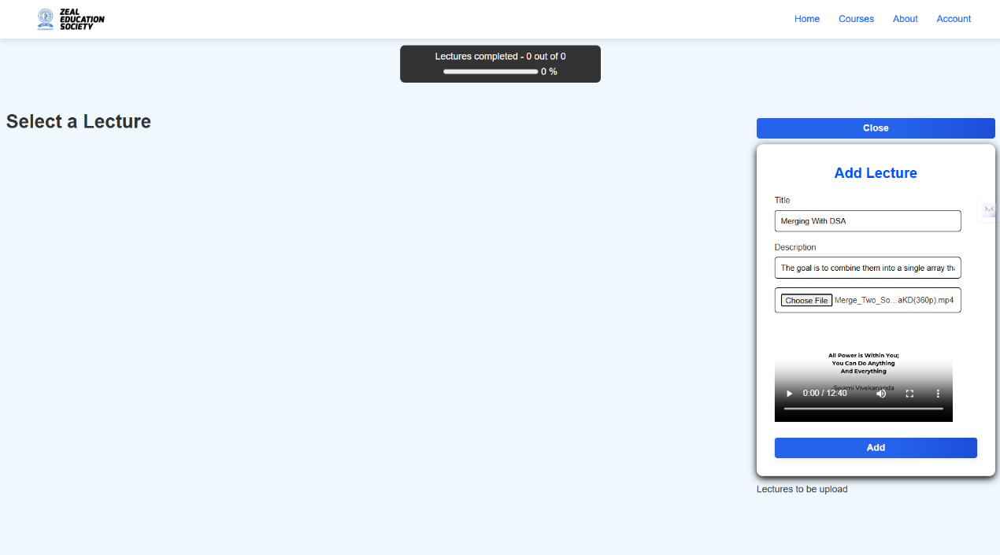 ZEAL
EDUCATION
SOCIETY
Home Courses About Account
Lectures completed - 0 out of 0
0 %
Select a Lecture
Close
Add Lecture
Title
Merging With DSA
Description
The goal is to combine them into a single array tha
Choose File Merge_Two_So...aKD(360p).mp4
All Power is Within You;
You Can Do Anything
And Everything
-Swami Vivekananda
0:00 / 12:40
Add
Lectures to be upload